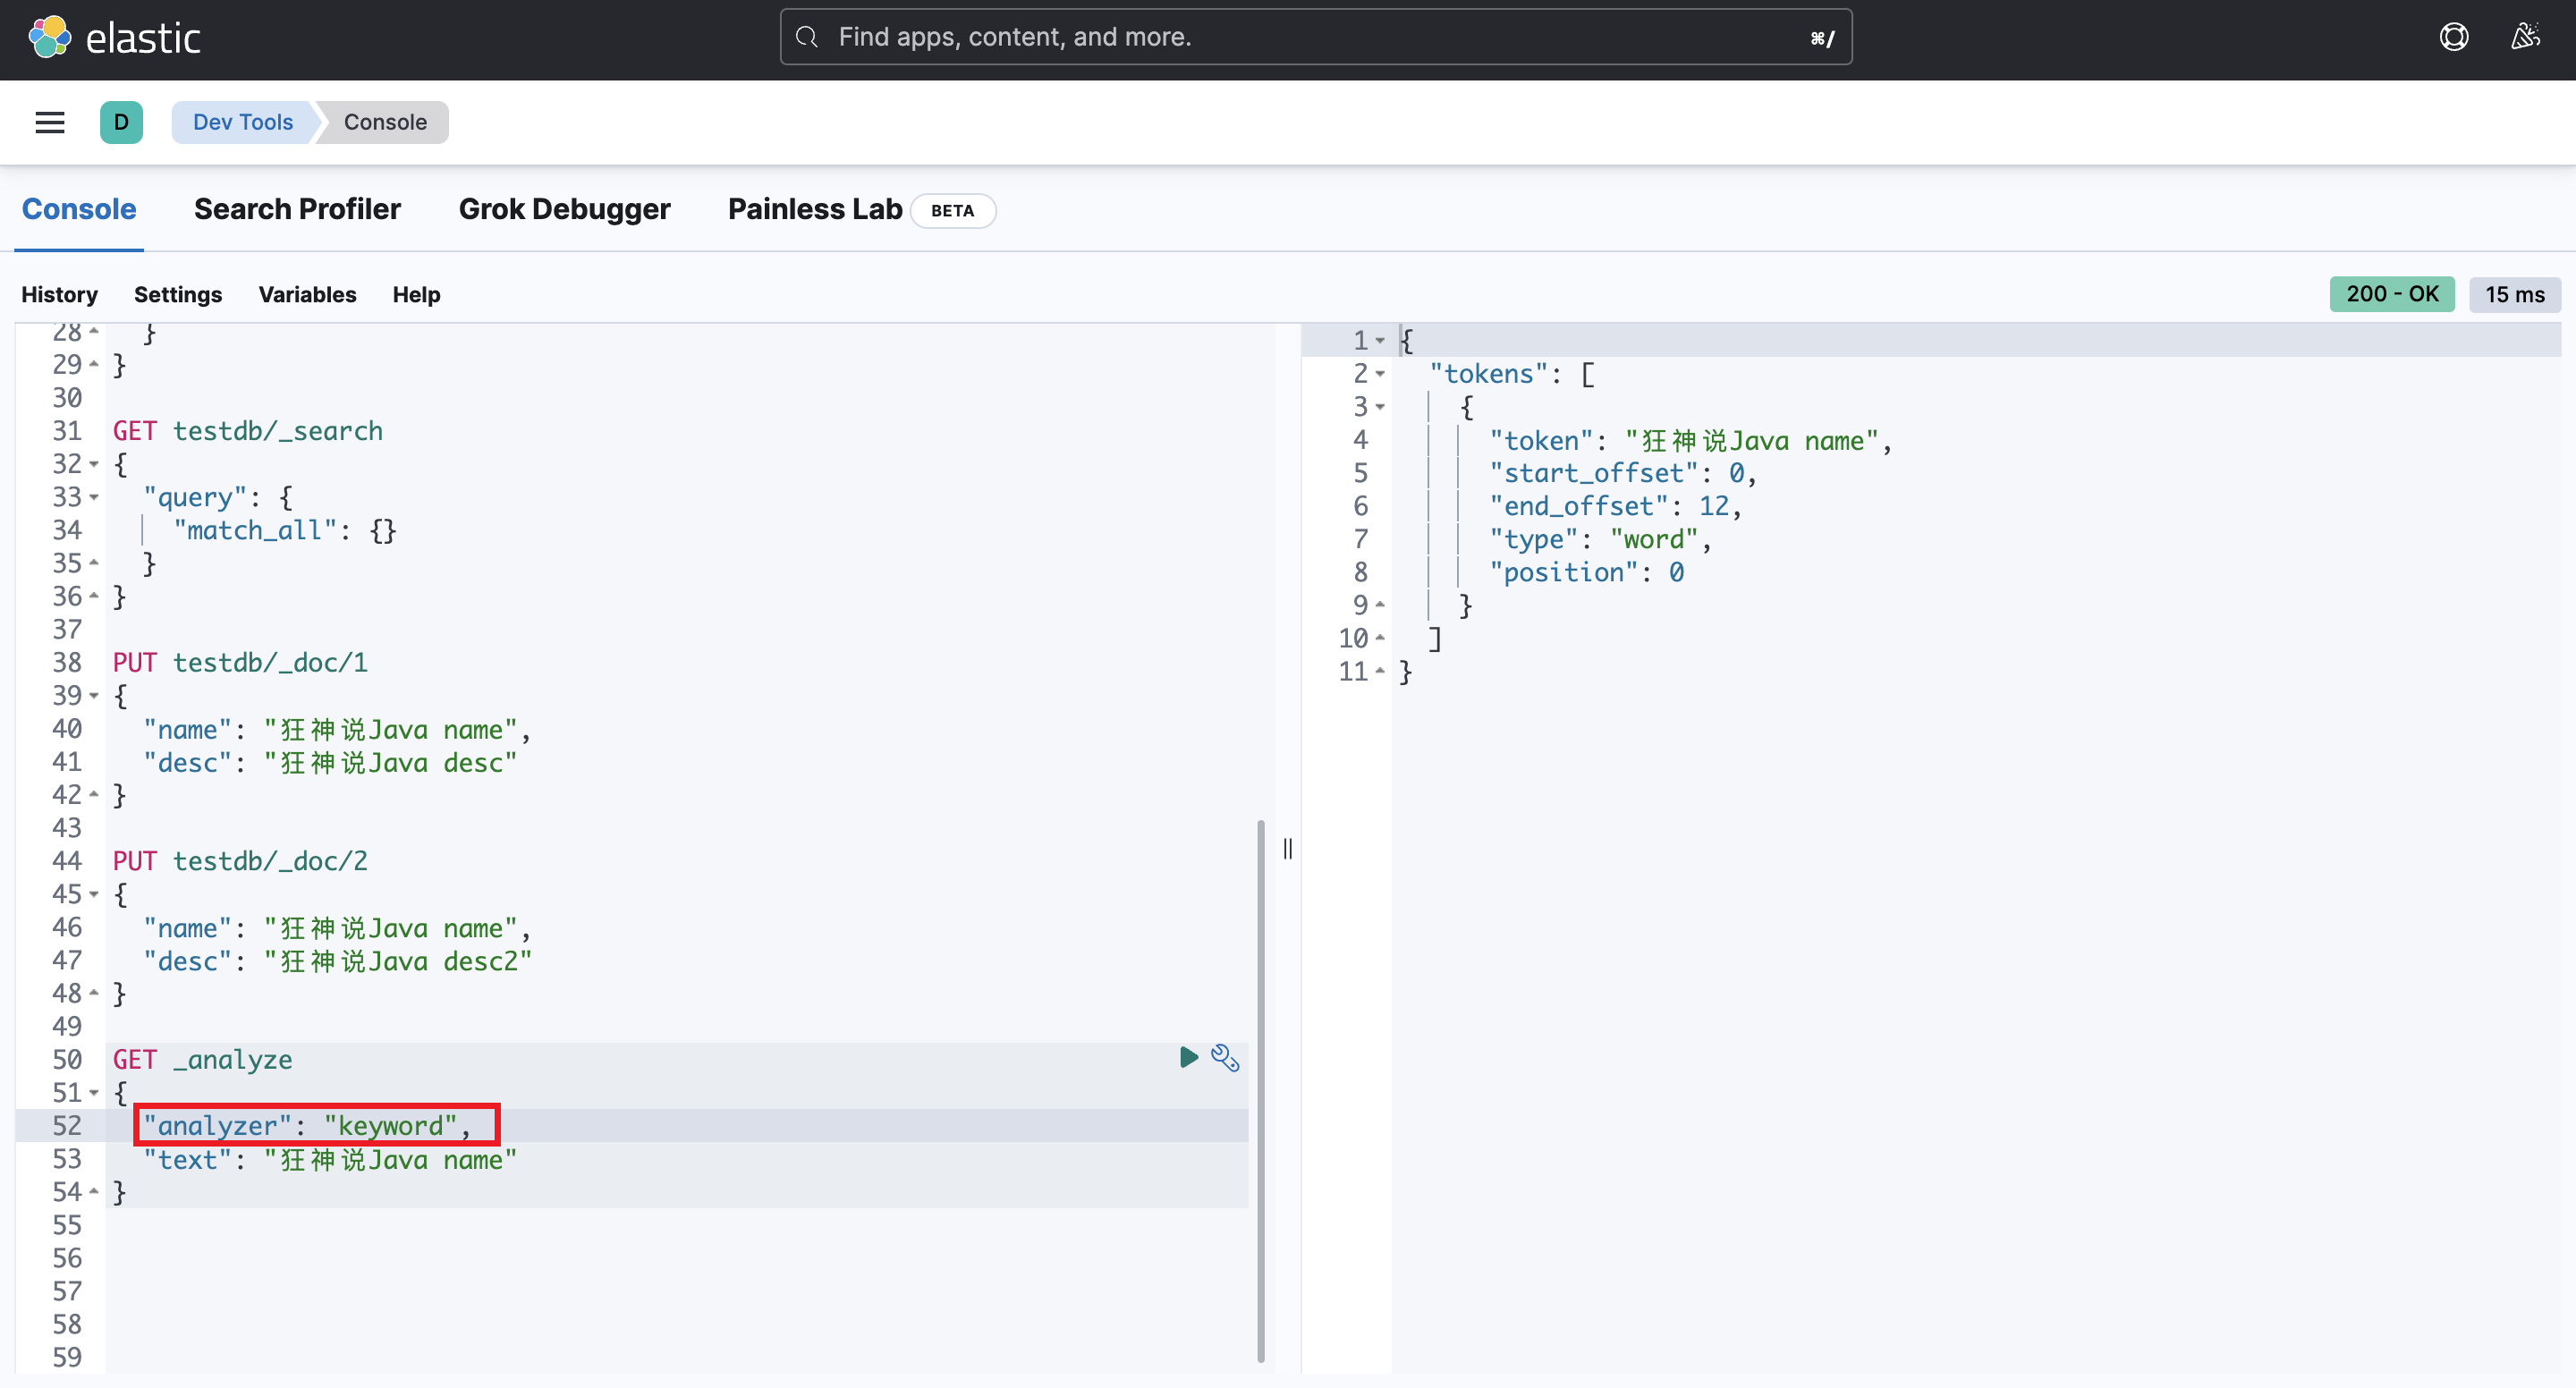 elastic
Find apps, content, and more.
⌘/
D
Dev Tools
Console
Console
Search Profiler
Grok Debugger
Painless Lab
BETA
History
Settings
Variables
Help
200 - OK
15 ms
28 }
29 }
30
31 GET testdb/_search
32 {
33 "query": {
34 "match_all": {}
35 }
36 }
37
38 PUT testdb/_doc/1
39 {
40 "name": "狂神说Java name",
41 "desc": "狂神说Java desc"
42 }
43
44 PUT testdb/_doc/2
45 {
46 "name": "狂神说Java name",
47 "desc": "狂神说Java desc2"
48 }
49
50 GET _analyze
51 {
52 "analyzer": "keyword",
53 "text": "狂神说Java name"
54 }
55
56
57
58
59
1 {
2 "tokens": [
3 {
4 "token": "狂神说Java name",
5 "start_offset": 0,
6 "end_offset": 12,
7 "type": "word",
8 "position": 0
9 }
10 ]
11 }